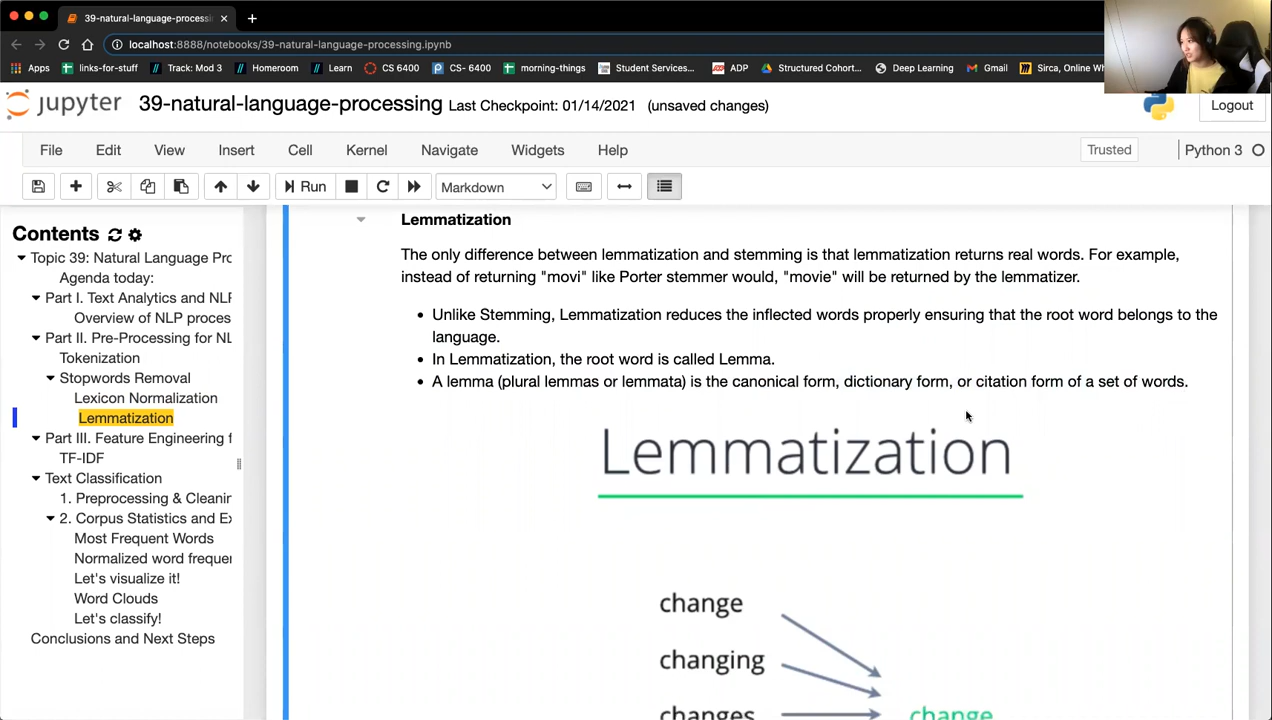 39-natural-language-processi
localhost:8888/notebooks/39-natural-language-processing.ipynb
Apps
links-for-stuff
Track: Mod 3
Homeroom
Learn
CS 6400
CS- 6400
morning-things
Student Services...
ADP
Structured Cohort...
Deep Learning
Gmail
Sirca, Online Wh
jupyter
39-natural-language-processing Last Checkpoint: 01/14/2021 (unsaved changes)
Logout
File Edit View Insert Cell Kernel Navigate Widgets Help
Trusted
Python 3
Run
Markdown
Contents
Topic 39: Natural Language Prc
Agenda today:
Part I. Text Analytics and NLF
Overview of NLP proces
Part II. Pre-Processing for NL
Tokenization
Stopwords Removal
Lexicon Normalization
Lemmatization
Part III. Feature Engineering f
TF-IDF
Text Classification
1. Preprocessing & Cleanin
2. Corpus Statistics and Ex
Most Frequent Words
Normalized word frequen
Let's visualize it!
Word Clouds
Let's classify!
Conclusions and Next Steps
Lemmatization
The only difference between lemmatization and stemming is that lemmatization returns real words. For example,
instead of returning "movi" like Porter stemmer would, "movie" will be returned by the lemmatizer.
• Unlike Stemming, Lemmatization reduces the inflected words properly ensuring that the root word belongs to the
language.
• In Lemmatization, the root word is called Lemma.
• A lemma (plural lemmas or lemmata) is the canonical form, dictionary form, or citation form of a set of words.
Lemmatization
change
changing
changes
change